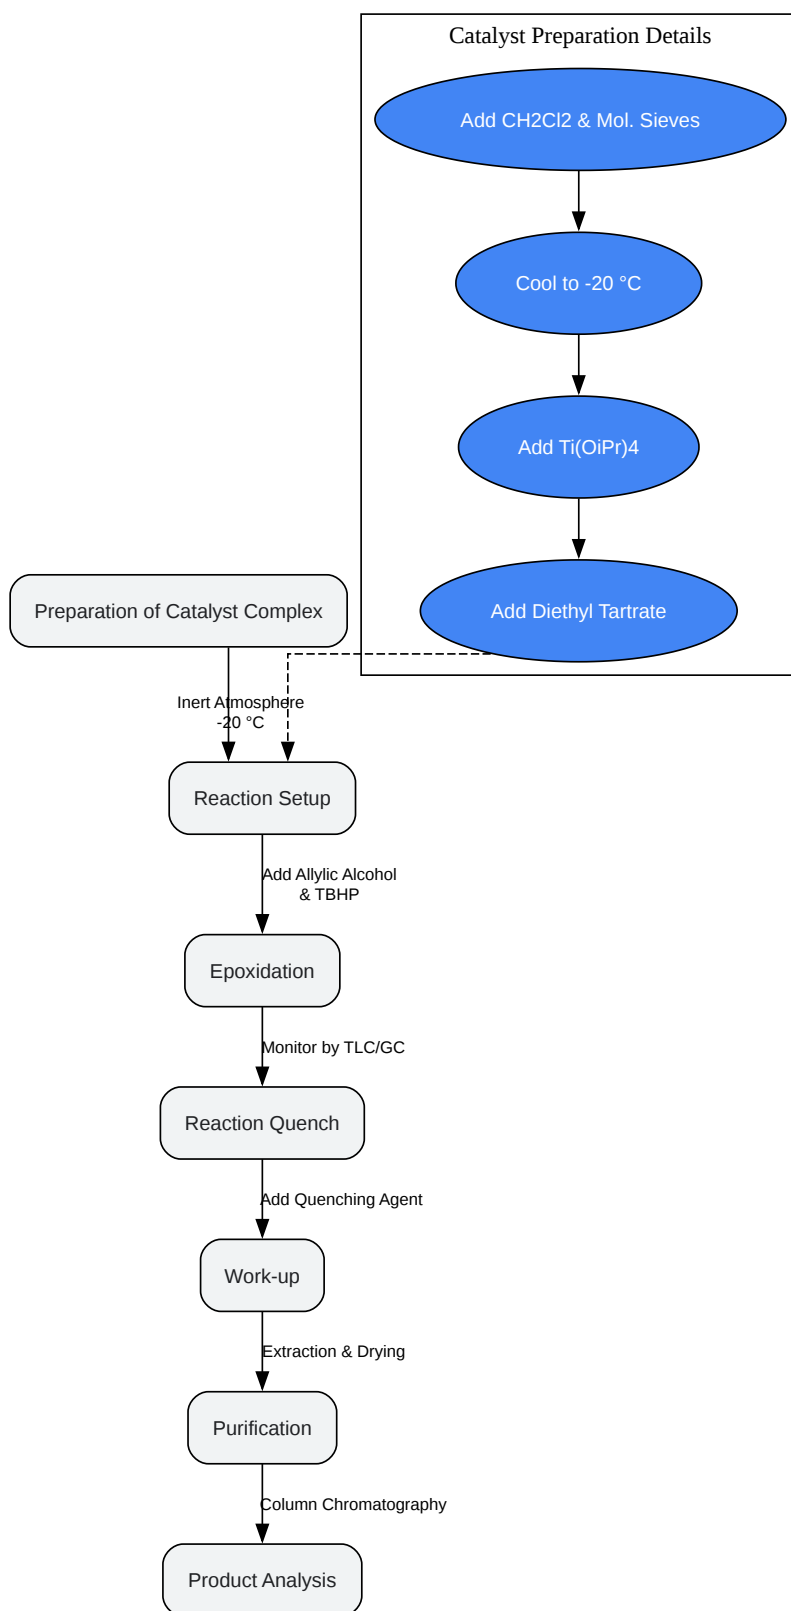 Catalyst Preparation Details
Add CH2Cl2 & Mol. Sieves
Cool to -20 °C
Add Ti(OiPr)4
Add Diethyl Tartrate
Preparation of Catalyst Complex
Inert Atmosphere
-20 °C
Reaction Setup
Add Allylic Alcohol
& TBHP
Epoxidation
Monitor by TLC/GC
Reaction Quench
Add Quenching Agent
Work-up
Extraction & Drying
Purification
Column Chromatography
Product Analysis